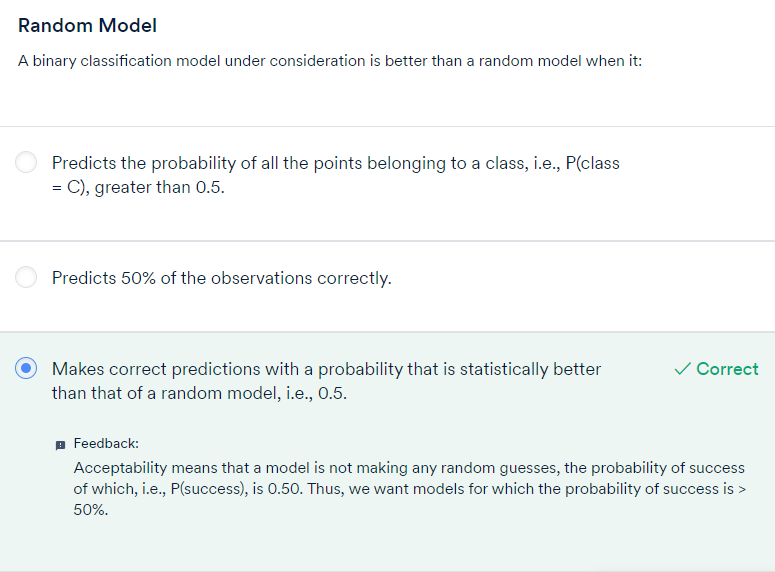 Random Model
A binary classification model under consideration is better than a random model when it:
Predicts the probability of all the points belonging to a class, i.e., P(class
= C), greater than 0.5.
Predicts 50% of the observations correctly.
Makes correct predictions with a probability that is statistically better
than that of a random model, i.e., 0.5.
Correct
Feedback:
Acceptability means that a model is not making any random guesses, the probability of success
of which, i.e., P(success), is 0.50. Thus, we want models for which the probability of success is >
50%.